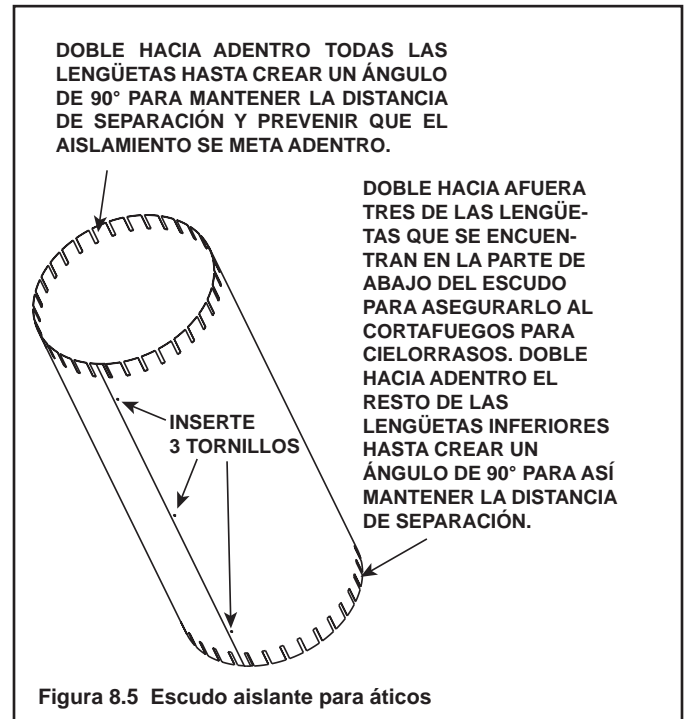 DOBLE HACIA ADENTRO TODAS LAS
LENGÜETAS HASTA CREAR UN ÁNGULO
DE 90° PARA MANTENER LA DISTANCIA
DE SEPARACIÓN Y PREVENIR QUE EL
AISLAMIENTO SE META ADENTRO.
DOBLE HACIA AFUERA
TRES DE LAS LENGÜE-
TAS QUE SE ENCUEN-
TRAN EN LA PARTE DE
ABAJO DEL ESCUDO
PARA ASEGURARLO AL
CORTAFUEGOS PARA
CIELORRASOS. DOBLE
HACIA ADENTRO EL
RESTO DE LAS
LENGÜETAS INFERIORES
HASTA CREAR UN
ÁNGULO DE 90° PARA ASÍ
MANTENER LA DISTANCIA
DE SEPARACIÓN.
INSERTE
3 TORNILLOS
Figura 8.5 Escudo aislante para áticos